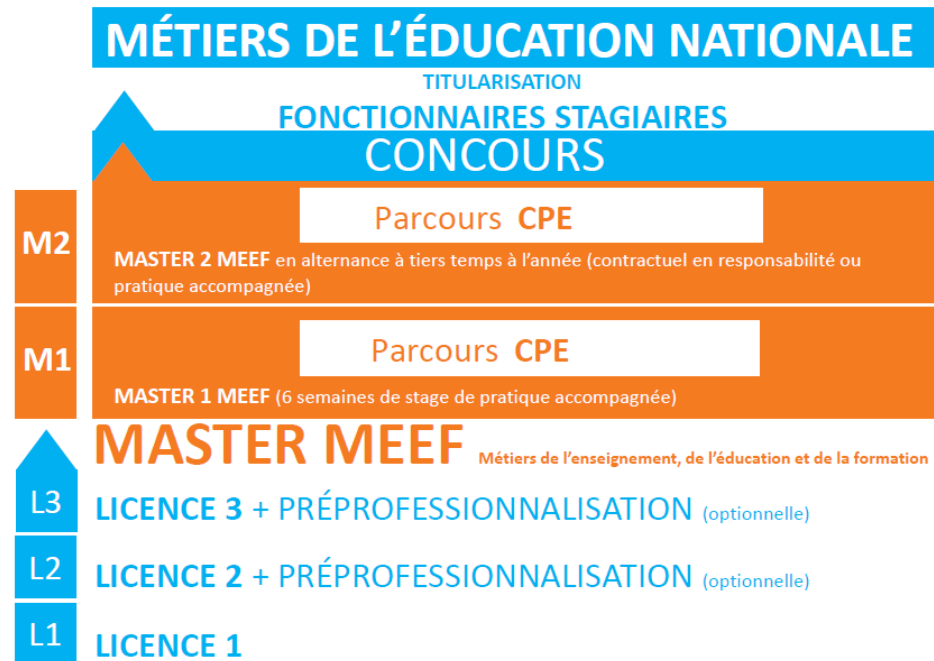 MÉTIERS DE L’ÉDUCATION NATIONALE
TITULARISATION
FONCTIONNAIRES STAGIAIRES
CONCOURS
M2
Parcours CPE
MASTER 2 MEEF en alternance à tiers temps à l’année (contractuel en responsabilité ou
pratique accompagnée)
M1
Parcours CPE
MASTER 1 MEEF (6 semaines de stage de pratique accompagnée)
MASTER MEEF Métiers de l’enseignement, de l’éducation et de la formation
L3
LICENCE 3 + PRÉPROFESSIONNALISATION (optionnelle)
L2
LICENCE 2 + PRÉPROFESSIONNALISATION (optionnelle)
L1
LICENCE 1